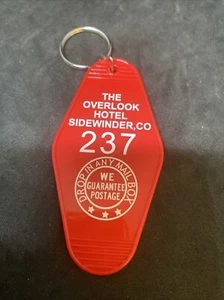 THE
OVERLOOK
HOTEL
SIDEWINDER,CO
237
DROP IN ANY MAIL BOX
WE
GUARANTEE
POSTAGE